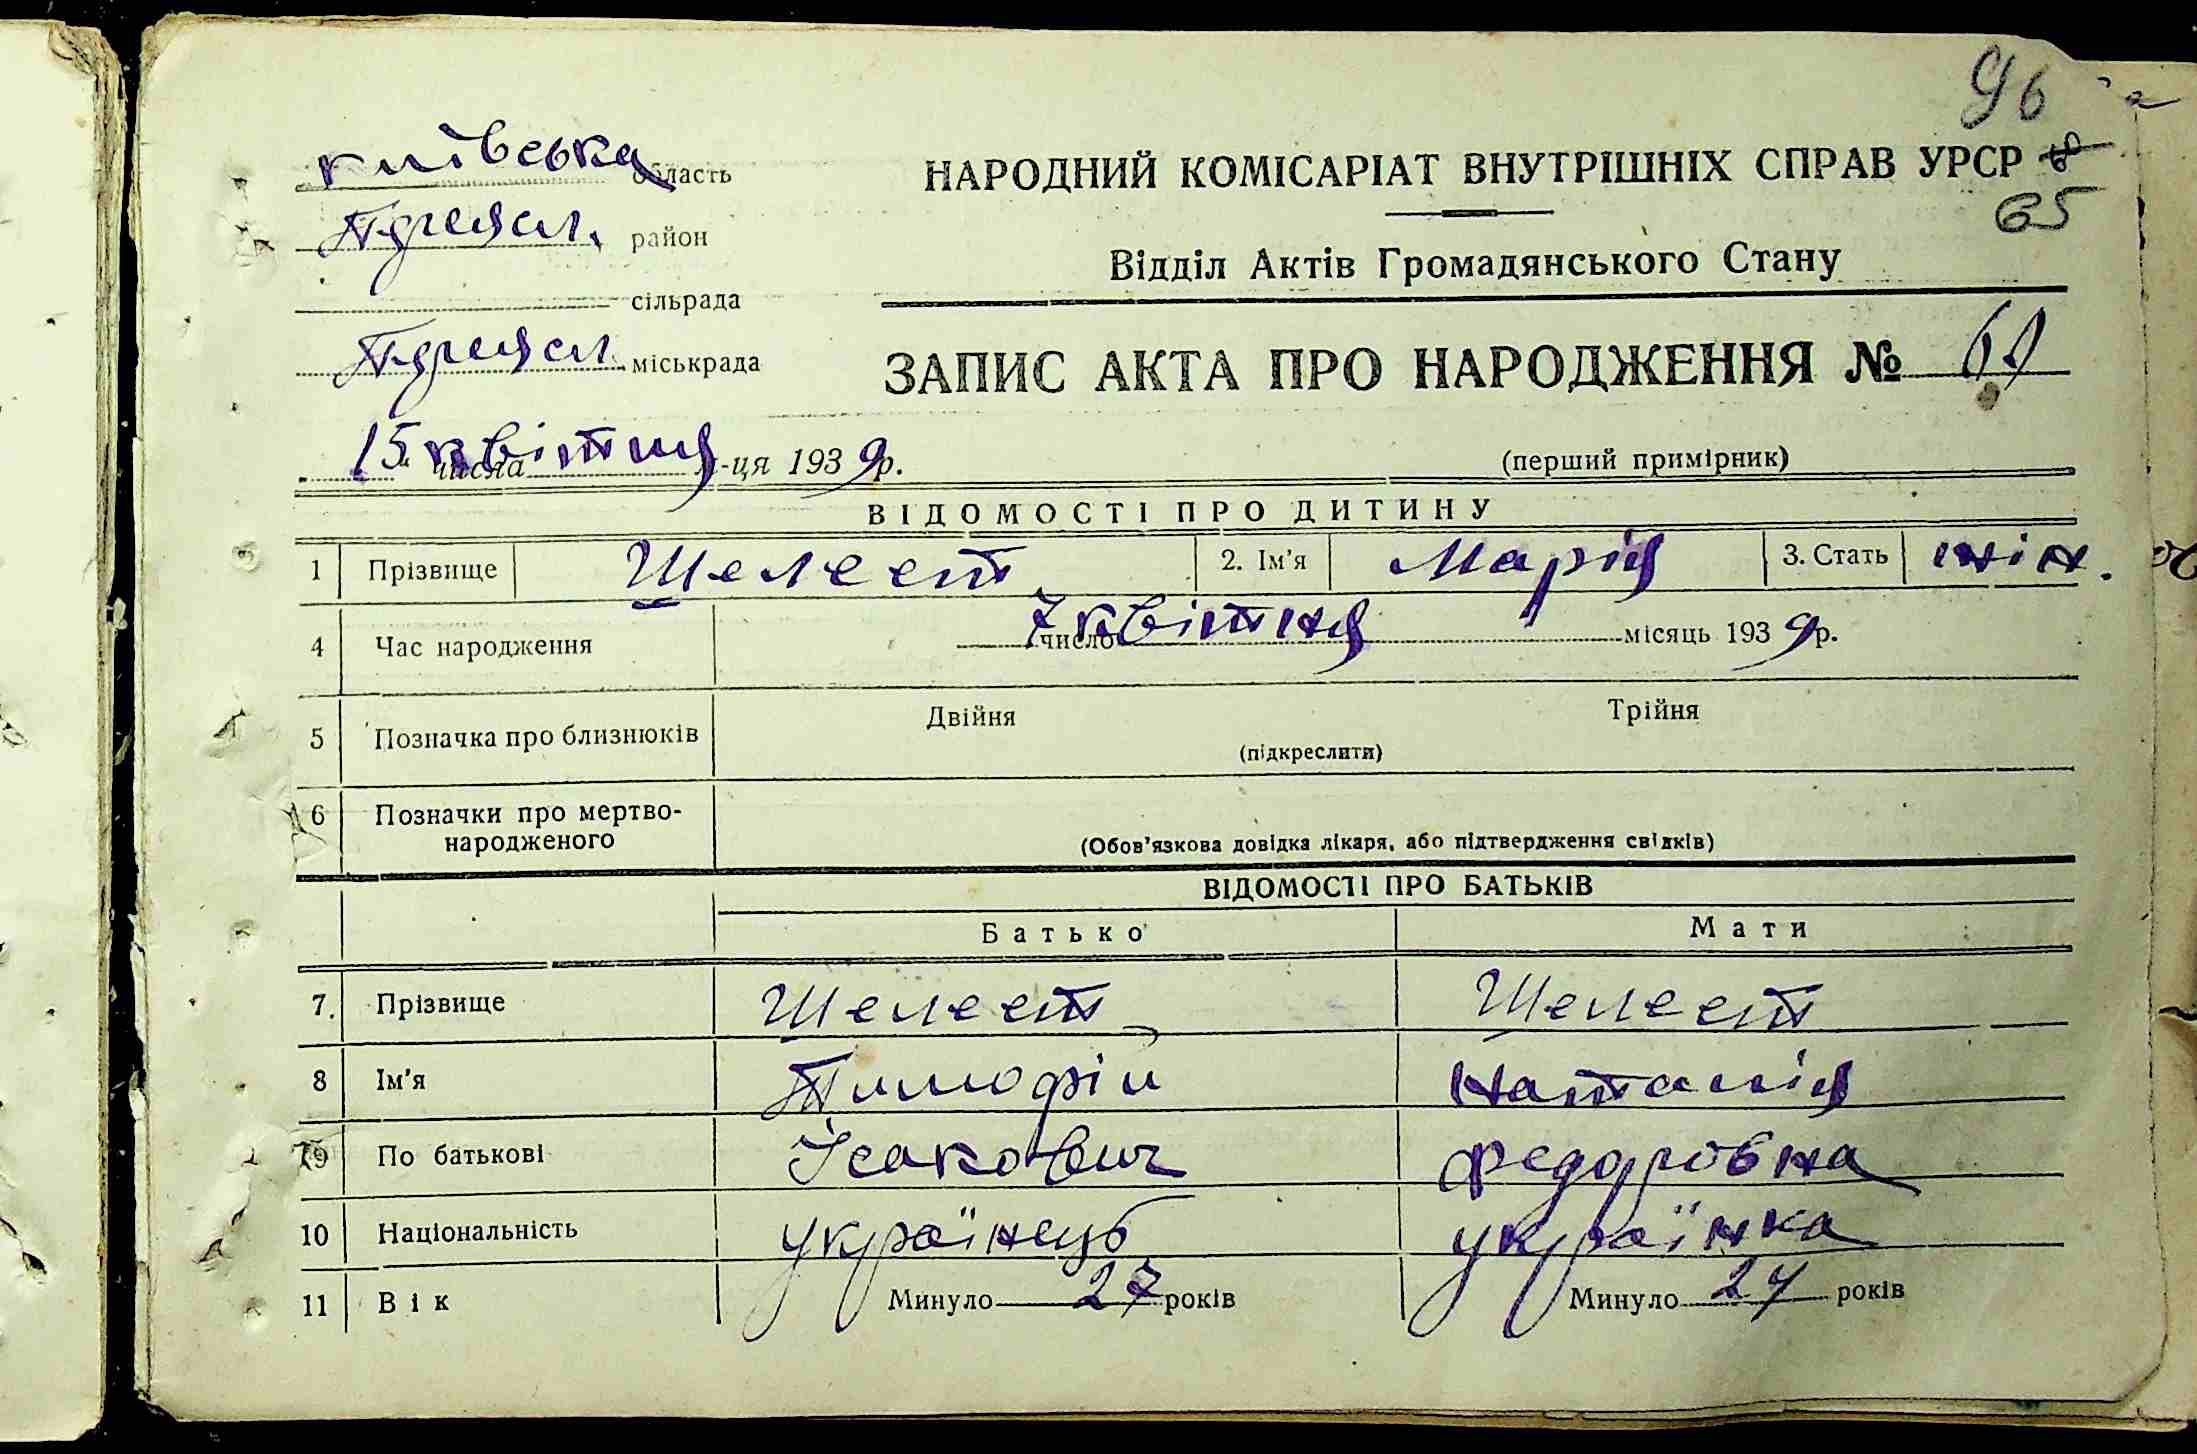 96
Київська область
НАРОДНИЙ КОМІСАРІАТ ВНУТРІШНІХ СПРАВ УРСР
65
район
Відділ Актів Громадянського Стану
сільрада
міськрада
ЗАПИС АКТА ПРО НАРОДЖЕННЯ №
15 числа квітня м-ця 1939р.
(перший примірник)
ВІДОМОСТІ ПРО ДИТИНУ
1 Прізвище Шелест 2. Ім'я Марія 3. Стать жін.
4 Час народження 7 число квітня місяць 1939р.
5 Позначка про близнюків Двійня Трійня
(підкреслити)
6 Позначки про мертво-
народженого (Обов'язкова довідка лікаря, або підтвердження свідків)
ВІДОМОСТІ ПРО БАТЬКІВ
Батько Мати
7. Прізвище Шелест Шелест
8 Ім'я Тимофій Наталія
9 По батькові Ісакович Федоровна
10 Національність українець українка
11 Вік Минуло 27 років Минуло 24 років